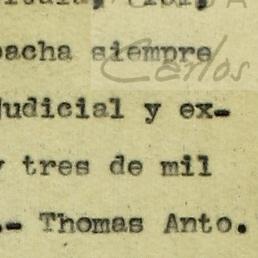 pacha siempre
Carlos
judicial y ex-
y tres de mil
.- Thomas Anto.